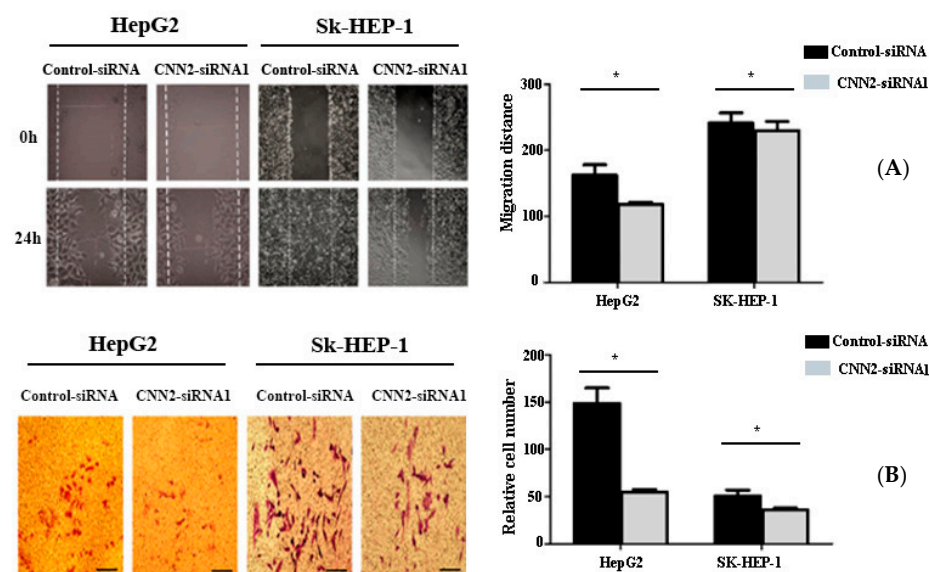 HepG2 Sk-HEP-1
Control-siRNA CNN2-siRNA1 Control-siRNA CNN2-siRNA1
0h
24h
* *
Control-siRNA
CNN2-siRNA1
Migration distance
300
200
100
0
HepG2 SK-HEP-1
(A)
HepG2 Sk-HEP-1
Control-siRNA CNN2-siRNA1 Control-siRNA CNN2-siRNA1
* *
Control-siRNA
CNN2-siRNA1
Relative cell number
200
150
100
50
0
HepG2 SK-HEP-1
(B)